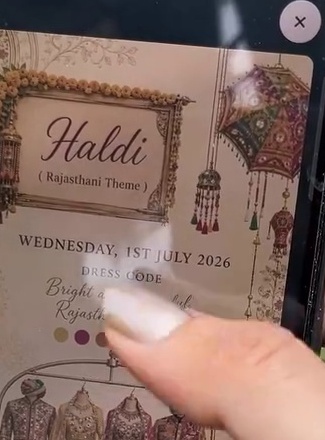 Haldi
( Rajasthani Theme )
WEDNESDAY, 1ST JULY 2026
DRESS CODE
Bright